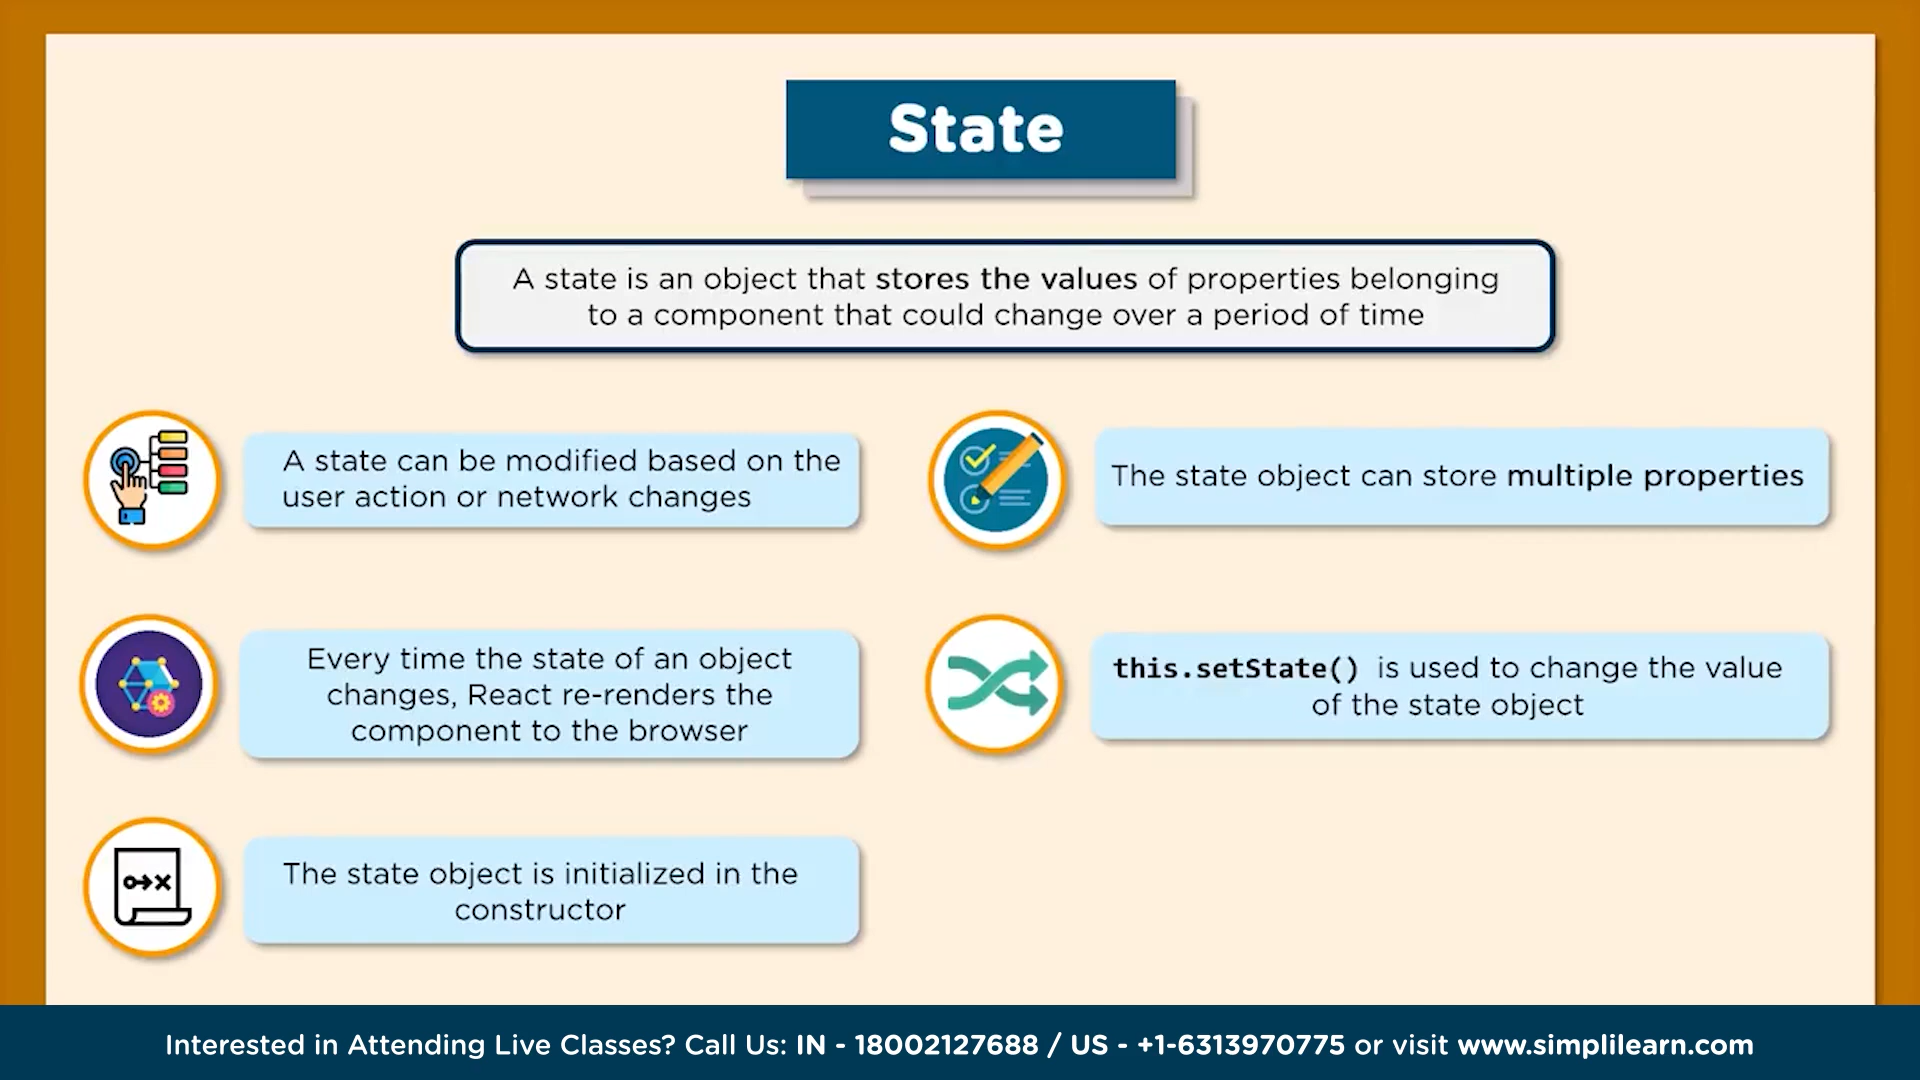 State
A state is an object that stores the values of properties belonging
to a component that could change over a period of time
A state can be modified based on the
user action or network changes
The state object can store multiple properties
Every time the state of an object
changes, React re-renders the
component to the browser
this.setState() is used to change the value
of the state object
The state object is initialized in the
constructor
Interested in Attending Live Classes? Call Us: IN - 18002127688 / US - +1-6313970775 or visit www.simplilearn.com